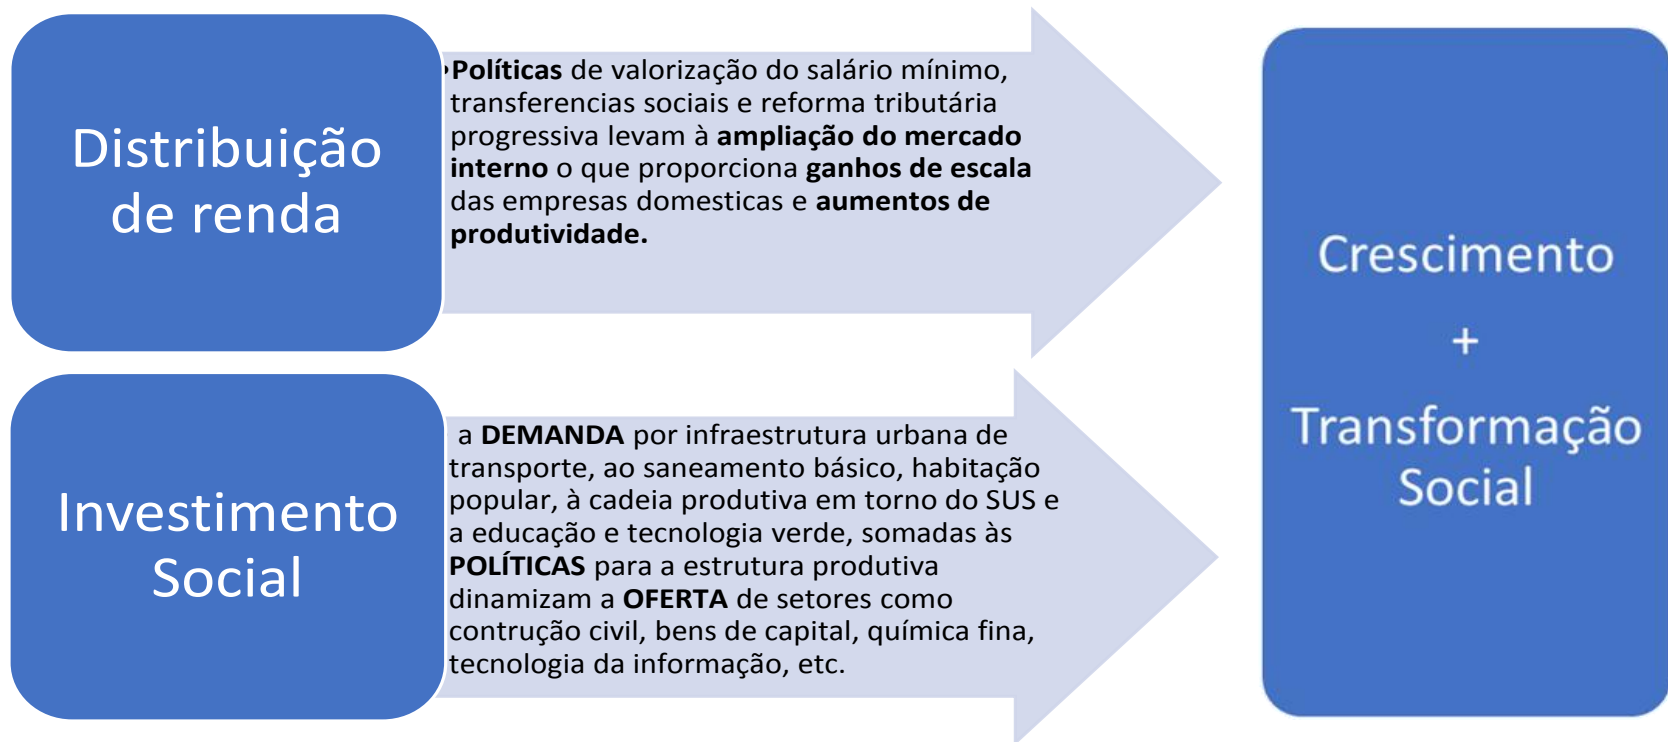 Distribuição
de renda
•Políticas de valorização do salário mínimo,
transferencias sociais e reforma tributária
progressiva levam à ampliação do mercado
interno o que proporciona ganhos de escala
das empresas domesticas e aumentos de
produtividade.
Investimento
Social
a DEMANDA por infraestrutura urbana de
transporte, ao saneamento básico, habitação
popular, à cadeia produtiva em torno do SUS e
a educação e tecnologia verde, somadas às
POLÍTICAS para a estrutura produtiva
dinamizam a OFERTA de setores como
contrução civil, bens de capital, química fina,
tecnologia da informação, etc.
Crescimento
+
Transformação
Social